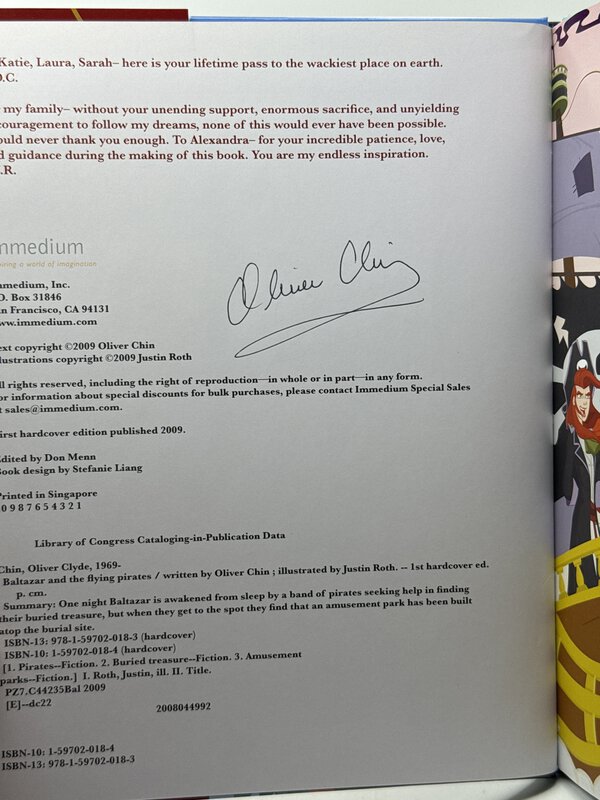 Katie, Laura, Sarah– here is your lifetime pass to the wackiest place on earth.
O.C.
my family– without your unending support, enormous sacrifice, and unyielding
couragement to follow my dreams, none of this would ever have been possible.
ould never thank you enough. To Alexandra– for your incredible patience, love,
d guidance during the making of this book. You are my endless inspiration.
.R.
immedium
piring a world of imagination
Oliver Chin
mmedium, Inc.
.O. Box 31846
an Francisco, CA 94131
www.immedium.com
ext copyright ©2009 Oliver Chin
llustrations copyright ©2009 Justin Roth
ll rights reserved, including the right of reproduction—in whole or in part—in any form.
or information about special discounts for bulk purchases, please contact Immedium Special Sales
t sales@immedium.com.
irst hardcover edition published 2009.
Edited by Don Menn
Book design by Stefanie Liang
Printed in Singapore
0 9 8 7 6 5 4 3 2 1
Library of Congress Cataloging-in-Publication Data
Chin, Oliver Clyde, 1969-
Baltazar and the flying pirates / written by Oliver Chin ; illustrated by Justin Roth. -- 1st hardcover ed.
p. cm.
Summary: One night Baltazar is awakened from sleep by a band of pirates seeking help in finding
their buried treasure, but when they get to the spot they find that an amusement park has been built
atop the burial site.
ISBN-13: 978-1-59702-018-3 (hardcover)
ISBN-10: 1-59702-018-4 (hardcover)
[1. Pirates--Fiction. 2. Buried treasure--Fiction. 3. Amusement
parks--Fiction.] I. Roth, Justin, ill. II. Title.
PZ7.C44235Bal 2009
[E]--dc22
2008044992
ISBN-10: 1-59702-018-4
ISBN-13: 978-1-59702-018-3